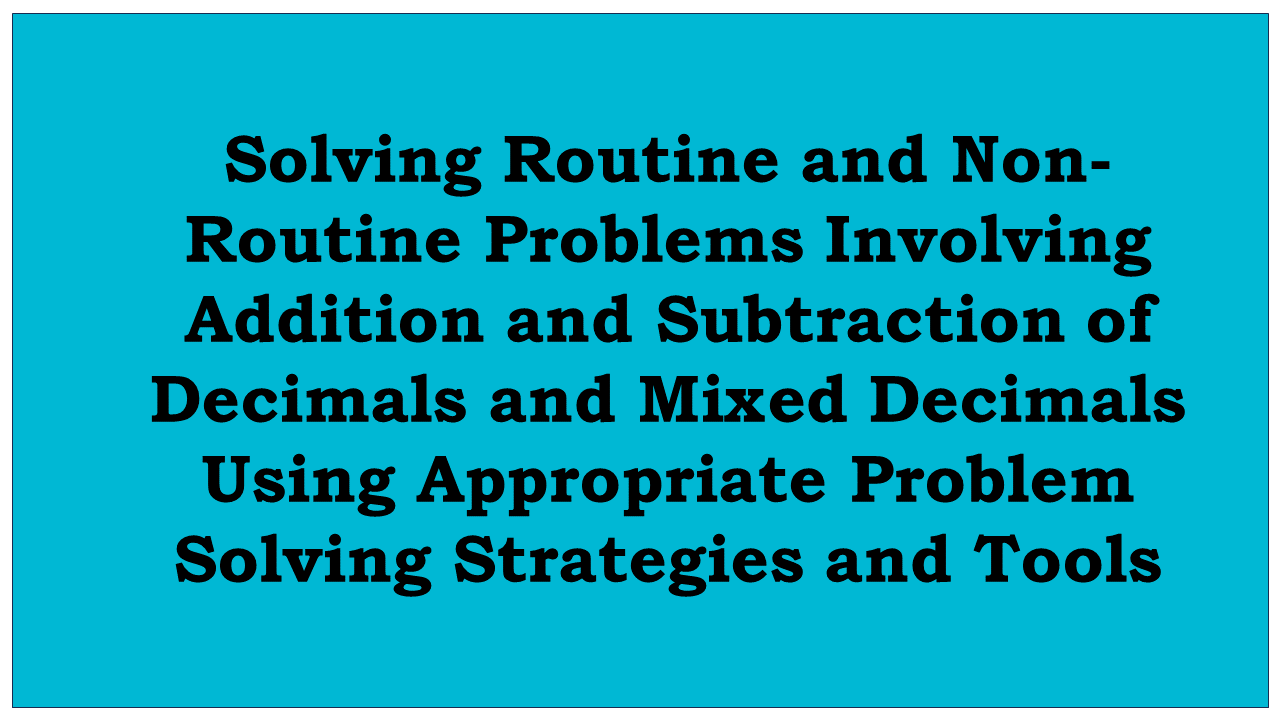 Solving Routine and Non-
Routine Problems Involving
Addition and Subtraction of
Decimals and Mixed Decimals
Using Appropriate Problem
Solving Strategies and Tools